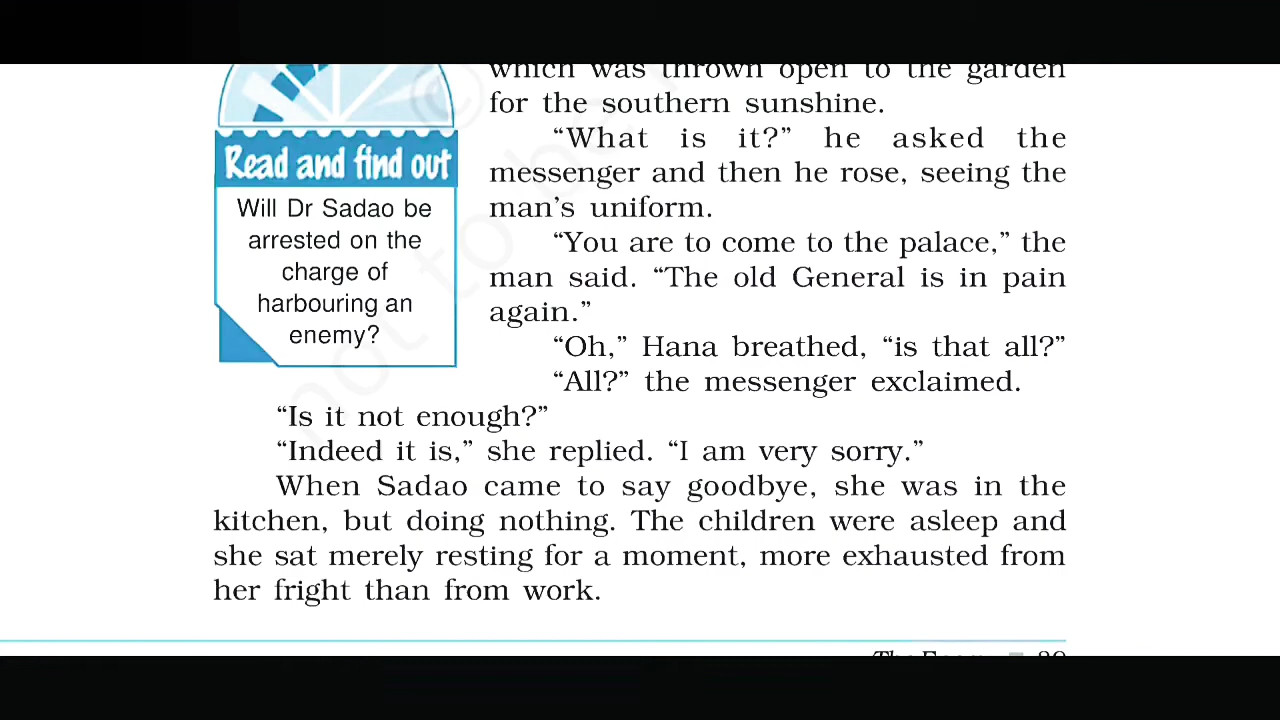 which was thrown open to the garden
for the southern sunshine.
“What is it?” he asked the
messenger and then he rose, seeing the
man’s uniform.
“You are to come to the palace,” the
man said. “The old General is in pain
again.”
“Oh,” Hana breathed, “is that all?”
“All?” the messenger exclaimed.
Read and find out
Will Dr Sadao be
arrested on the
charge of
harbouring an
enemy?
“Is it not enough?”
“Indeed it is,” she replied. “I am very sorry.”
When Sadao came to say goodbye, she was in the
kitchen, but doing nothing. The children were asleep and
she sat merely resting for a moment, more exhausted from
her fright than from work.
not to be